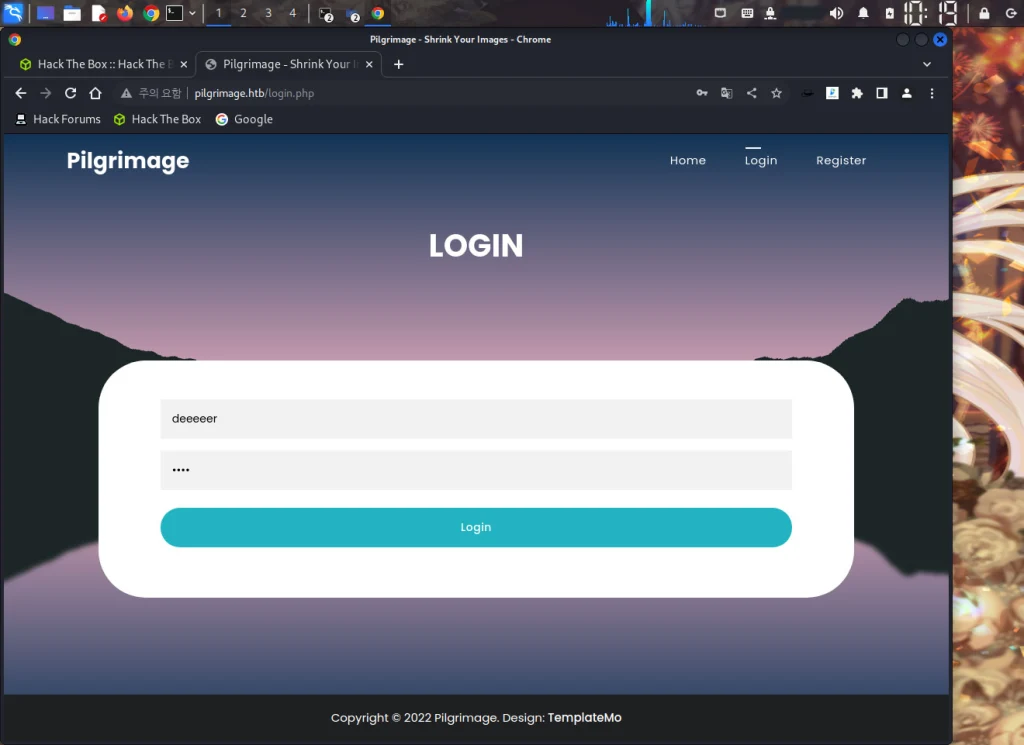 1 2 3 4 2 2 10:19
Pilgrimage - Shrink Your Images - Chrome
Hack The Box :: Hack The B Pilgrimage - Shrink Your I
주의 요함 pilgrimage.htb/login.php
Hack Forums Hack The Box Google
Pilgrimage Home Login Register
LOGIN
deeeeer
••••
Login
Copyright © 2022 Pilgrimage. Design: TemplateMo